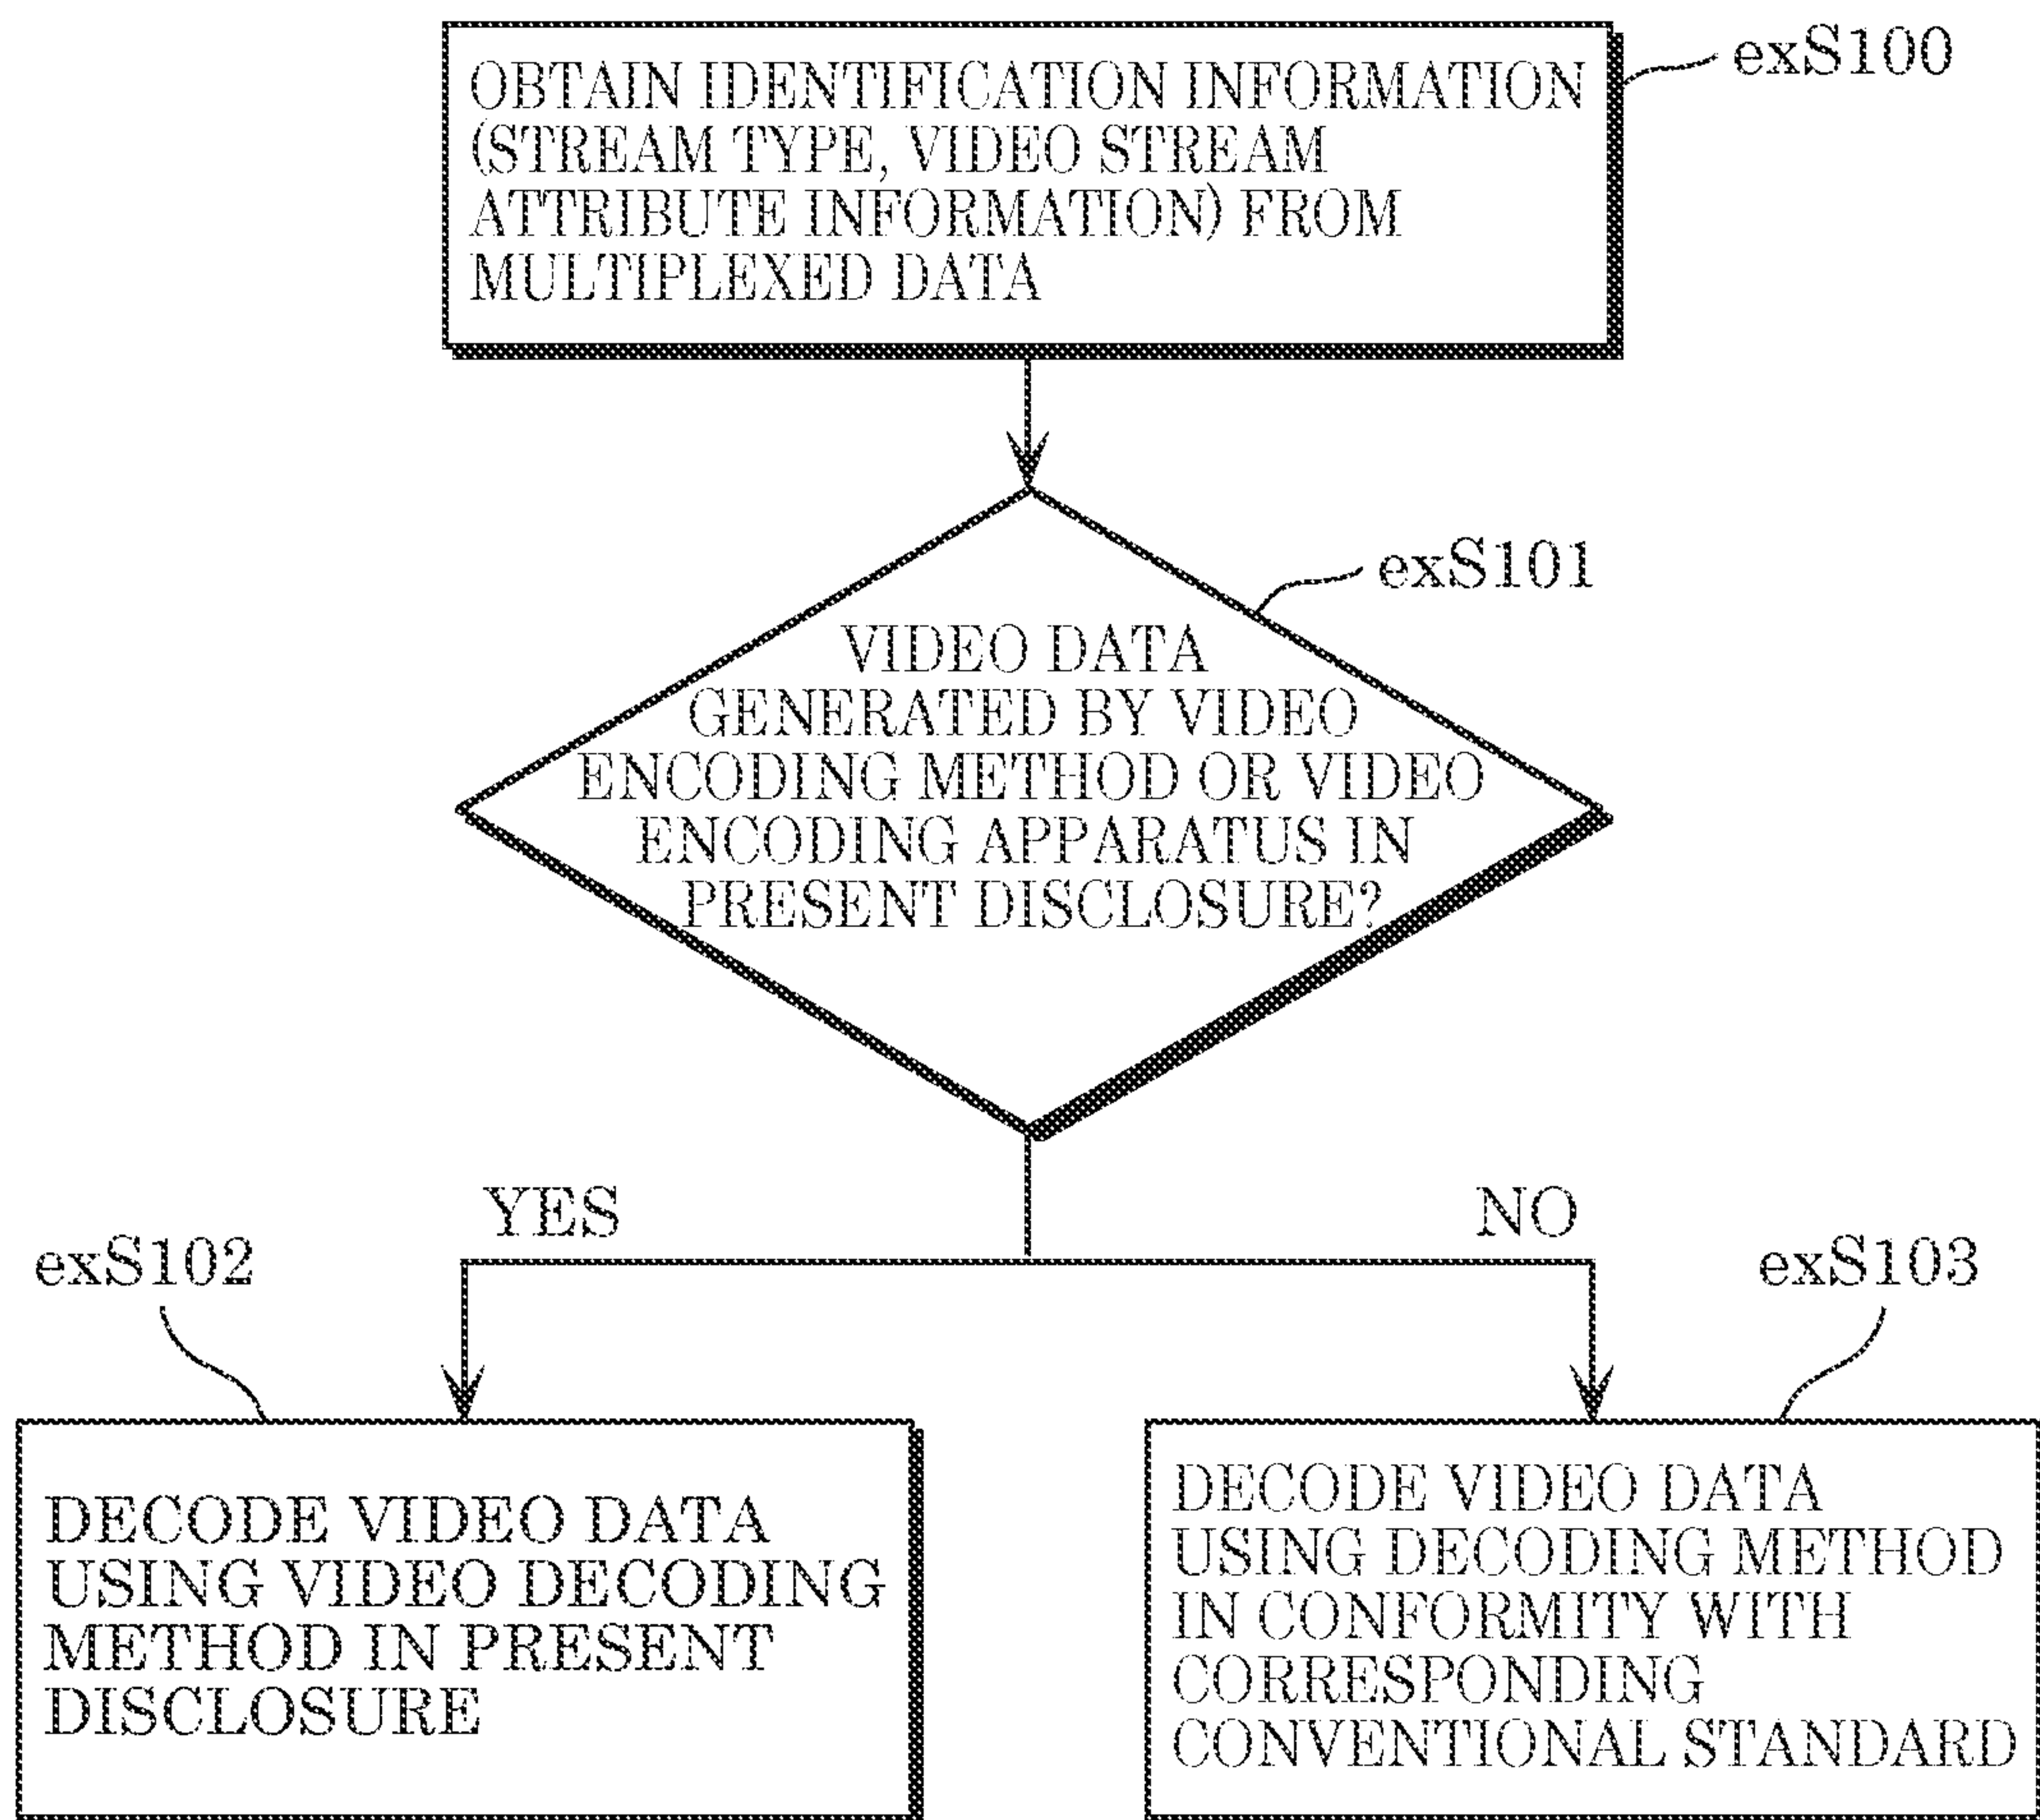 exS100
OBTAIN IDENTIFICATION INFORMATION
(STREAM TYPE, VIDEO STREAM
ATTRIBUTE INFORMATION) FROM
MULTIPLEXED DATA
exS101
VIDEO DATA
GENERATED BY VIDEO
ENCODING METHOD OR VIDEO
ENCODING APPARATUS IN
PRESENT DISCLOSURE?
YES
NO
exS102
exS103
DECODE VIDEO DATA
USING VIDEO DECODING
METHOD IN PRESENT
DISCLOSURE
DECODE VIDEO DATA
USING DECODING METHOD
IN CONFORMITY WITH
CORRESPONDING
CONVENTIONAL STANDARD